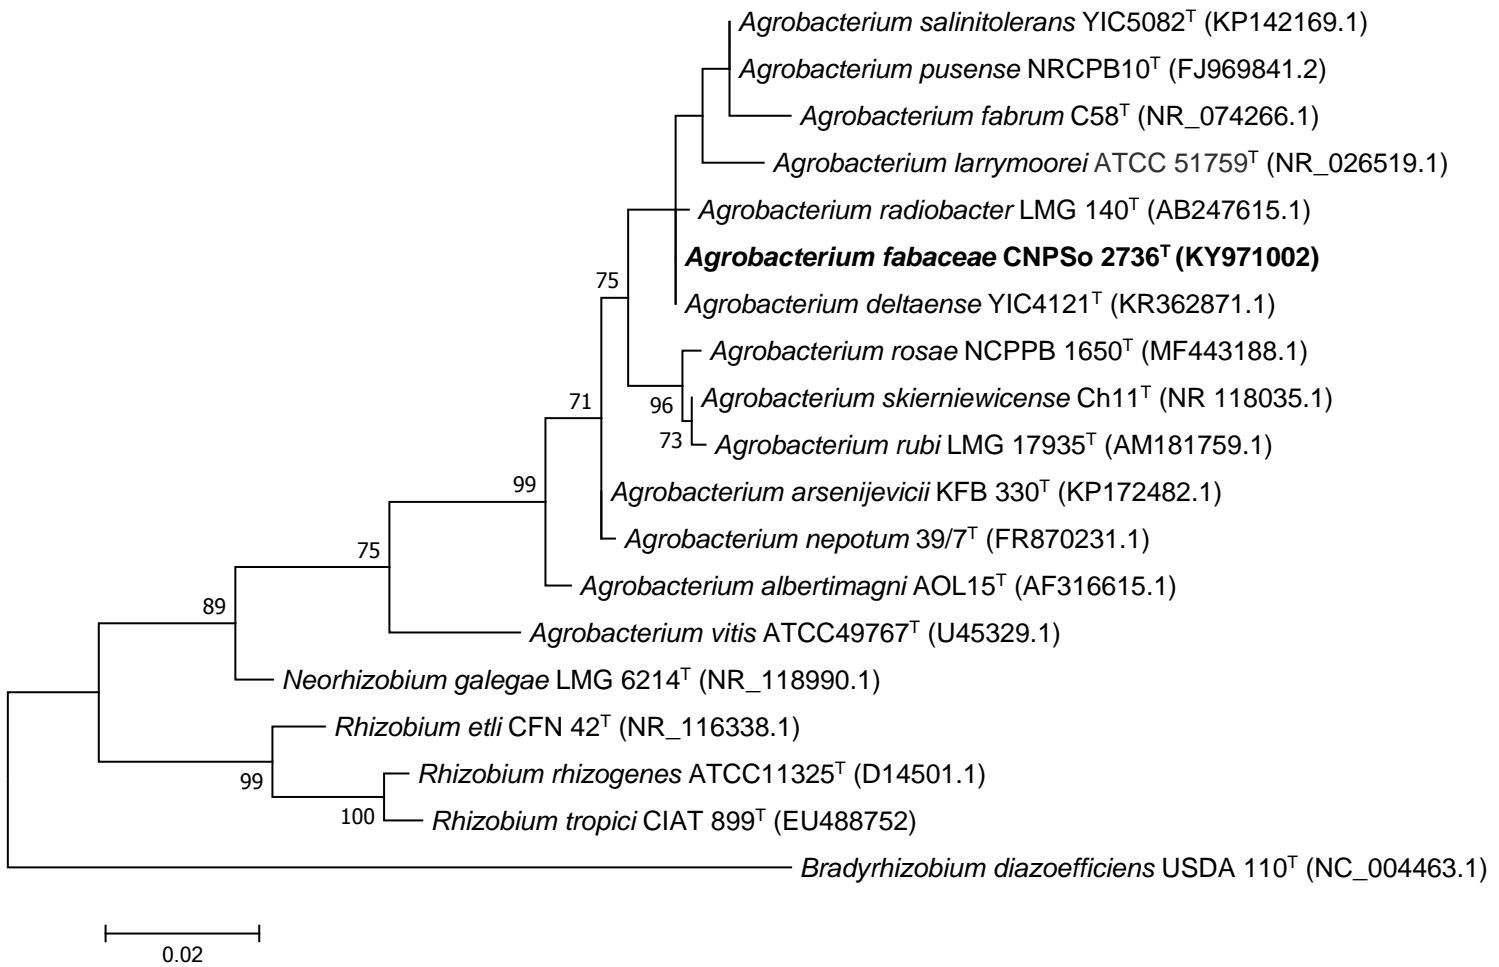 Agrobacterium salinitolerans YIC5082ᵀ (KP142169.1)
Agrobacterium pusense NRCPB10ᵀ (FJ969841.2)
Agrobacterium fabrum C58ᵀ (NR_074266.1)
Agrobacterium larrymoorei ATCC 51759ᵀ (NR_026519.1)
Agrobacterium radiobacter LMG 140ᵀ (AB247615.1)
Agrobacterium fabaceae CNPSo 2736ᵀ (KY971002)
75
Agrobacterium deltaense YIC4121ᵀ (KR362871.1)
Agrobacterium rosae NCPPB 1650ᵀ (MF443188.1)
71
96
Agrobacterium skierniewicense Ch11ᵀ (NR 118035.1)
73
Agrobacterium rubi LMG 17935ᵀ (AM181759.1)
99
Agrobacterium arsenijevicii KFB 330ᵀ (KP172482.1)
Agrobacterium nepotum 39/7ᵀ (FR870231.1)
75
Agrobacterium albertimagni AOL15ᵀ (AF316615.1)
89
Agrobacterium vitis ATCC49767ᵀ (U45329.1)
Neorhizobium galegae LMG 6214ᵀ (NR_118990.1)
Rhizobium etli CFN 42ᵀ (NR_116338.1)
99
Rhizobium rhizogenes ATCC11325ᵀ (D14501.1)
100
Rhizobium tropici CIAT 899ᵀ (EU488752)
Bradyrhizobium diazoefficiens USDA 110ᵀ (NC_004463.1)
0.02